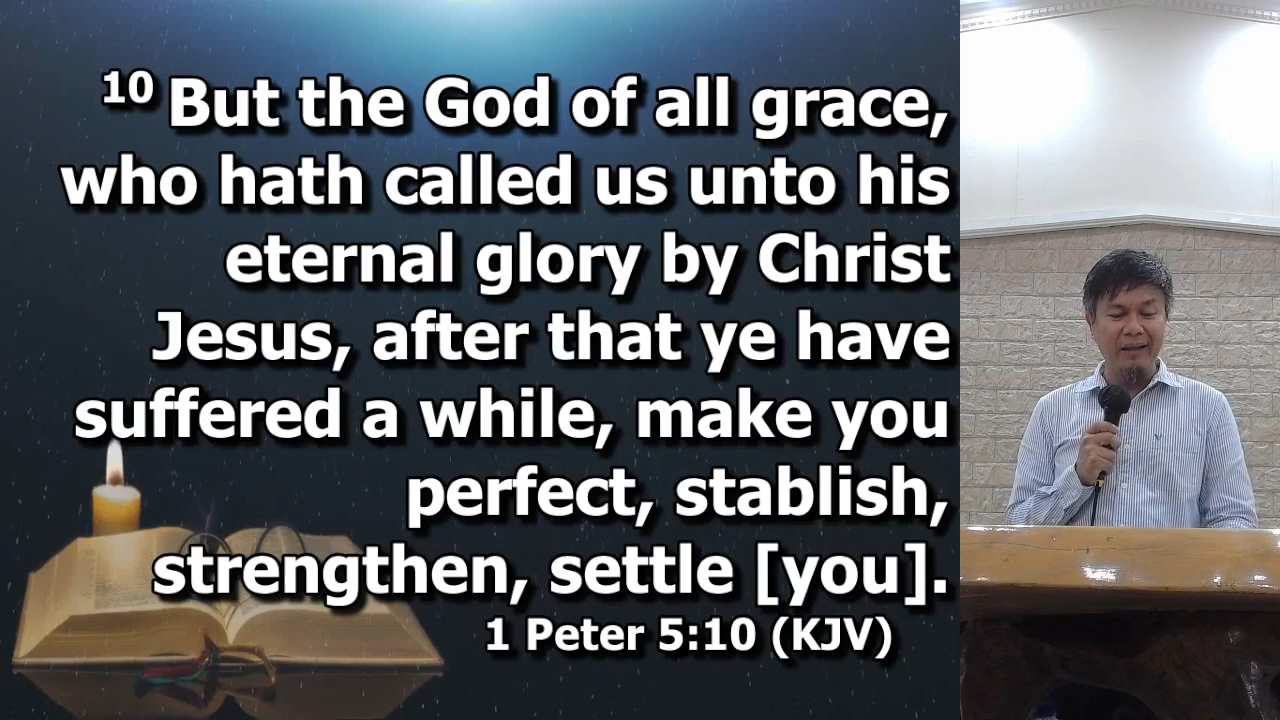 10 But the God of all grace,
who hath called us unto his
eternal glory by Christ
Jesus, after that ye have
suffered a while, make you
perfect, stablish,
strengthen, settle [you].
1 Peter 5:10 (KJV)